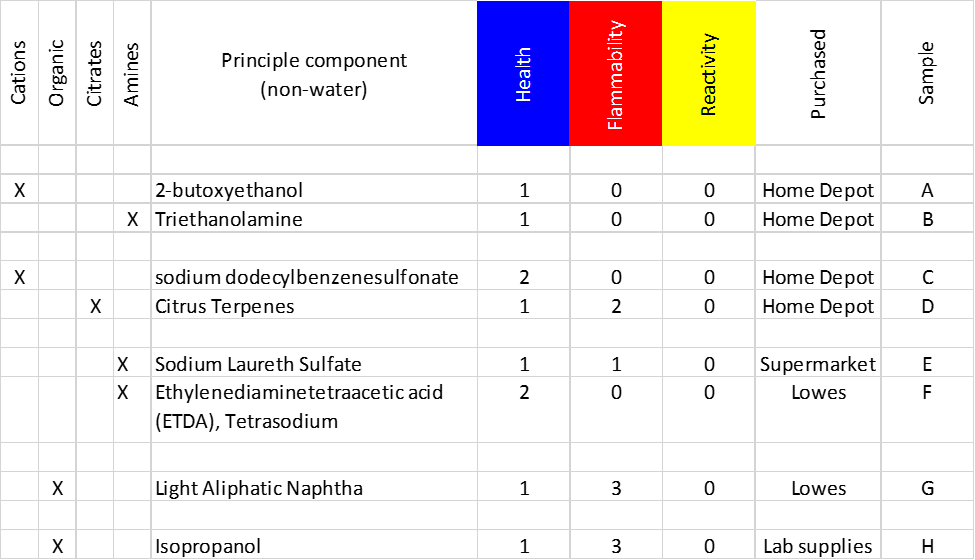 Cations Organic Citrates Amines Principle component Health Flammability Reactivity Purchased Sample
(non-water)
X 2-butoxyethanol 1 0 0 Home Depot A
X Triethanolamine 1 0 0 Home Depot B
X sodium dodecylbenzenesulfonate 2 0 0 Home Depot C
X Citrus Terpenes 1 2 0 Home Depot D
X Sodium Laureth Sulfate 1 1 0 Supermarket E
X Ethylenediaminetetraacetic acid 2 0 0 Lowes F
(ETDA), Tetrasodium
X Light Aliphatic Naphtha 1 3 0 Lowes G
X Isopropanol 1 3 0 Lab supplies H